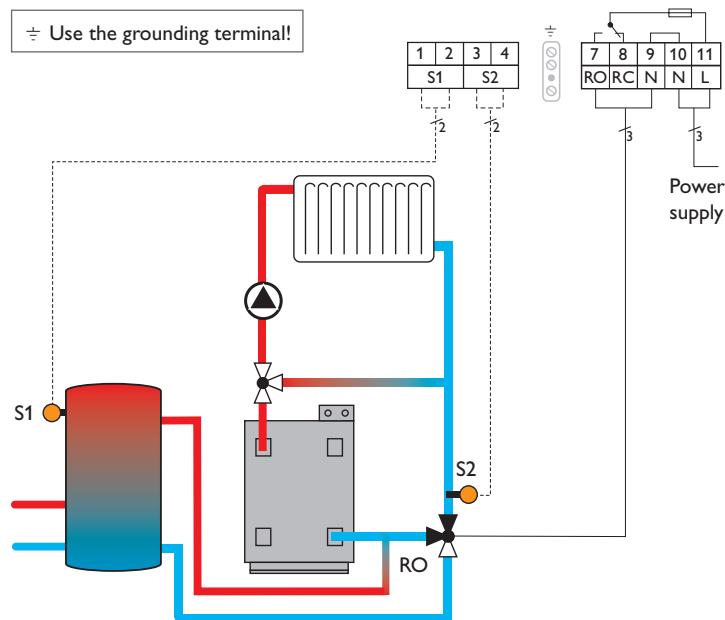 ⏚ Use the grounding terminal!
1 2 3 4
S1 S2
2
2
⏚
7 8 9 10 11
RO RC N N L
3
3
Power
supply
S1
S2
RO